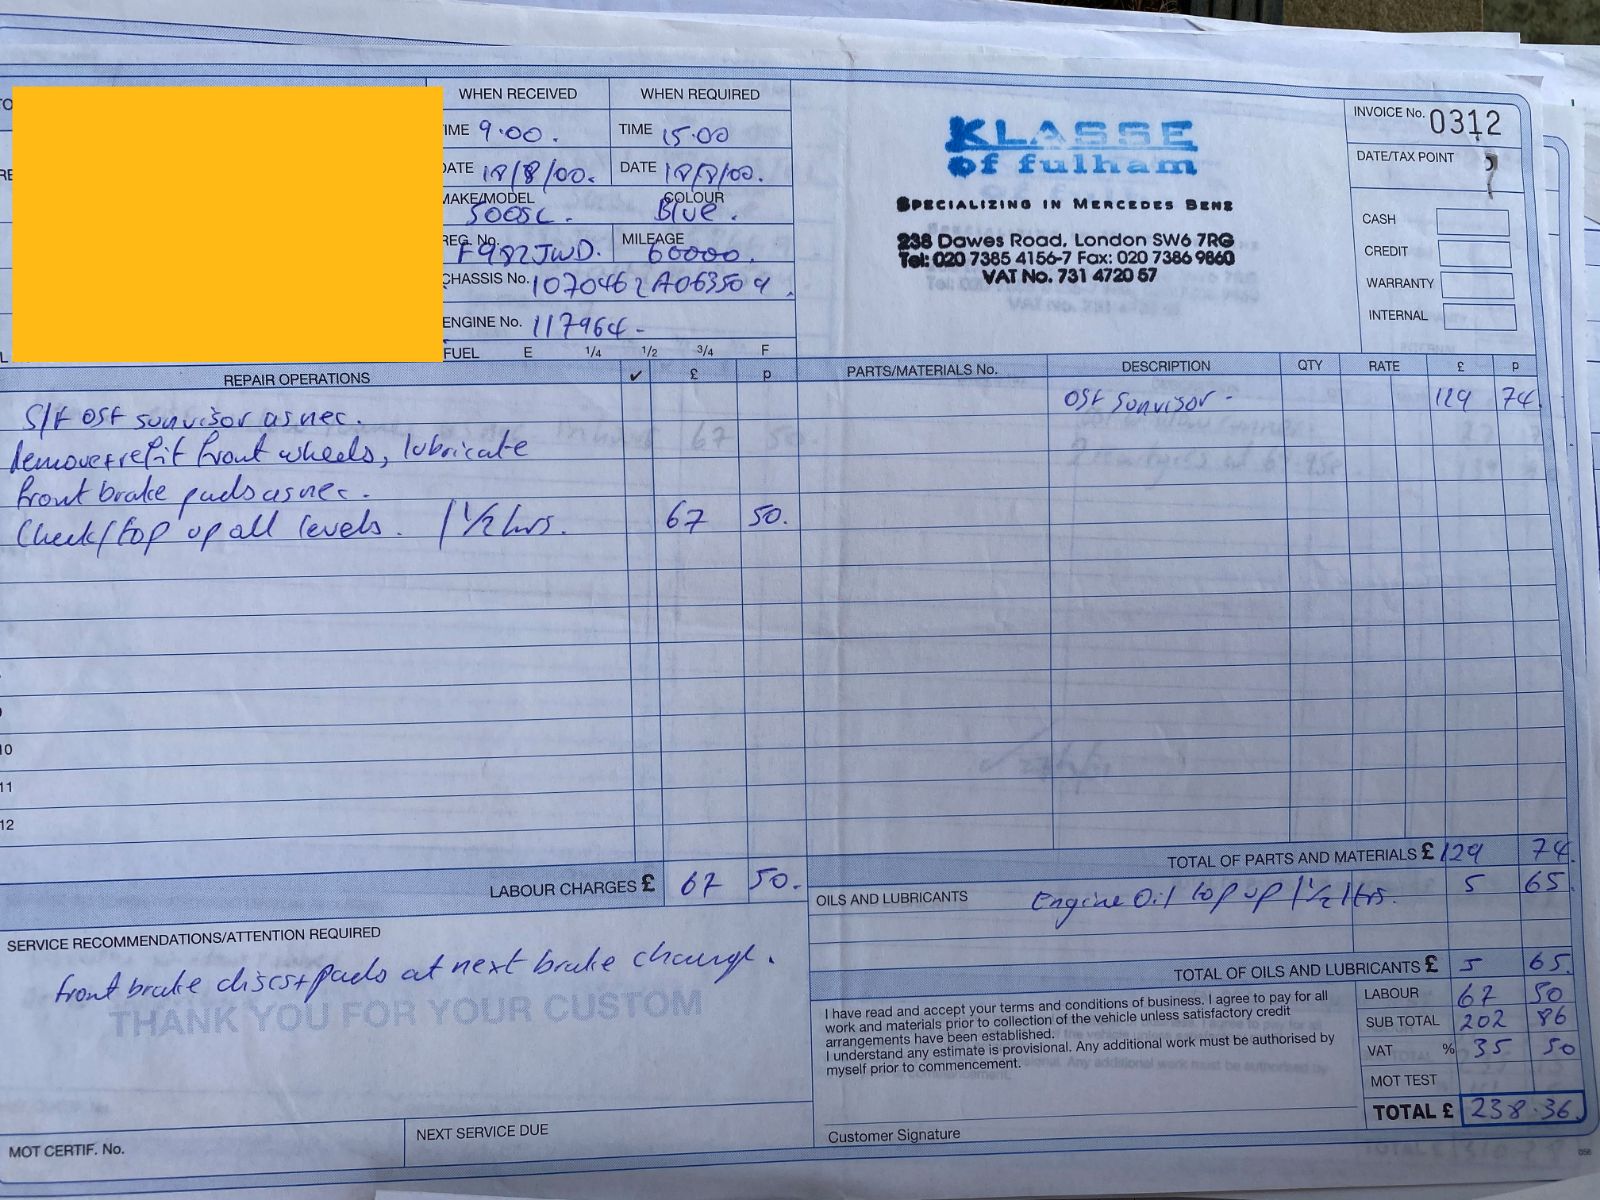 WHEN RECEIVED WHEN REQUIRED
TIME 9.00. TIME 15.00
DATE 18/8/00. DATE 18/8/00.
MAKE/MODEL COLOUR
500SL. Blue.
REG. No. MILEAGE
F982JWD. 60000.
CHASSIS No. 1070462A063509.
ENGINE No. 117964-
FUEL E 1/4 1/2 3/4 F
KLASSE
of fulham
SPECIALIZING IN MERCEDES BENZ
238 Dawes Road, London SW6 7RG
Tel: 020 7385 4156-7 Fax: 020 7386 9860
VAT No. 731 4720 57
INVOICE No. 0312
DATE/TAX POINT
CASH
CREDIT
WARRANTY
INTERNAL
REPAIR OPERATIONS ✓ £ p
S/F OSF sunvisor as nec.
Remove+refit front wheels, lubricate
front brake pads as nec.
Check/top up all levels. / 1½ hrs. 67 50.
10
11
12
LABOUR CHARGES £ 67 50.
PARTS/MATERIALS No. DESCRIPTION QTY RATE £ p
OSF Sunvisor - 129 74
TOTAL OF PARTS AND MATERIALS £ 129 74.
OILS AND LUBRICANTS Engine Oil top up / 1½ ltrs. 5 65.
TOTAL OF OILS AND LUBRICANTS £ 5 65.
SERVICE RECOMMENDATIONS/ATTENTION REQUIRED
front brake discs+pads at next brake change.
THANK YOU FOR YOUR CUSTOM
MOT CERTIF. No.
NEXT SERVICE DUE
I have read and accept your terms and conditions of business. I agree to pay for all
work and materials prior to collection of the vehicle unless satisfactory credit
arrangements have been established.
I understand any estimate is provisional. Any additional work must be authorised by
myself prior to commencement.
Customer Signature
LABOUR 67 50
SUB TOTAL 202 86
VAT % 35 50
MOT TEST
TOTAL £ 238.36.